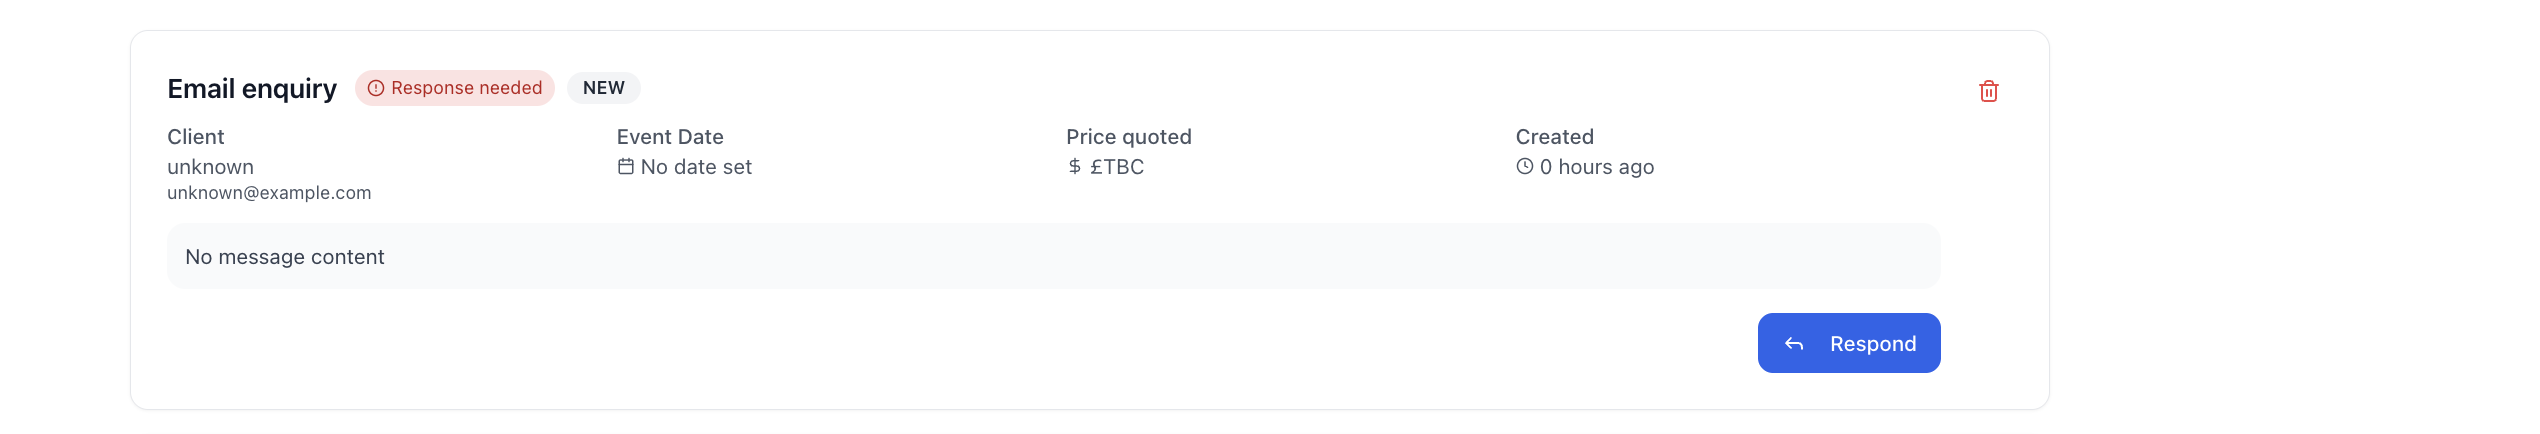 Email enquiry Response needed NEW
Client Event Date Price quoted Created
unknown No date set $ £TBC 0 hours ago
unknown@example.com
No message content
Respond